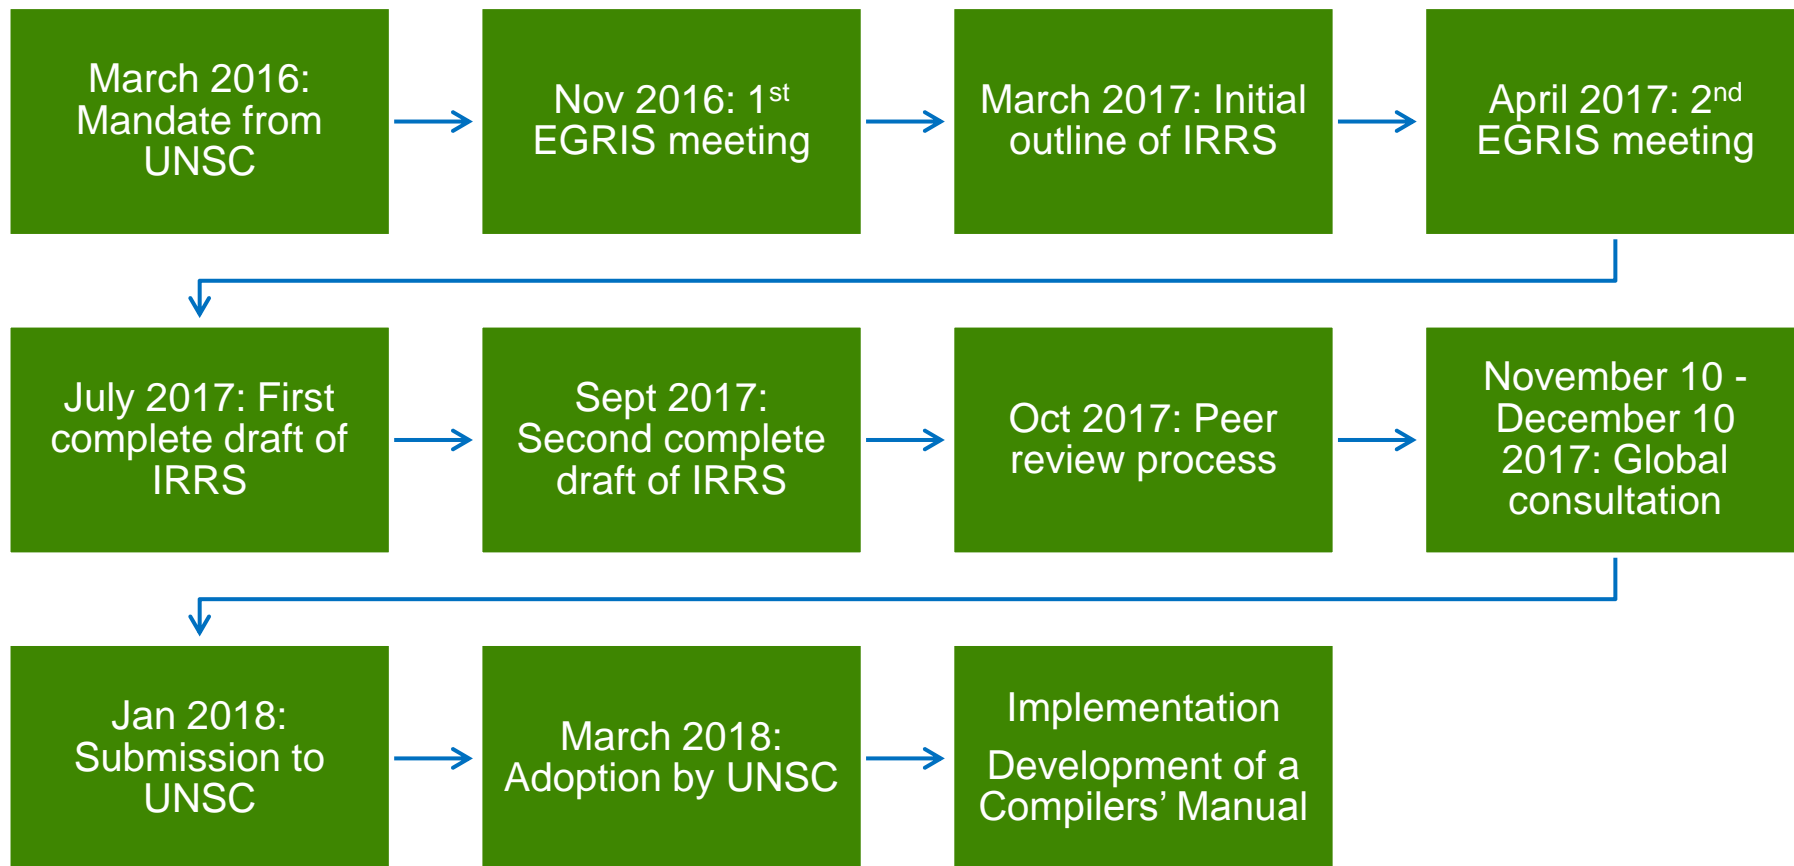 March 2016:
Mandate from
UNSC
Nov 2016: 1st
EGRIS meeting
March 2017: Initial
outline of IRRS
April 2017: 2nd
EGRIS meeting
July 2017: First
complete draft of
IRRS
Sept 2017:
Second complete
draft of IRRS
Oct 2017: Peer
review process
November 10 -
December 10
2017: Global
consultation
Jan 2018:
Submission to
UNSC
March 2018:
Adoption by UNSC
Implementation
Development of a
Compilers’ Manual